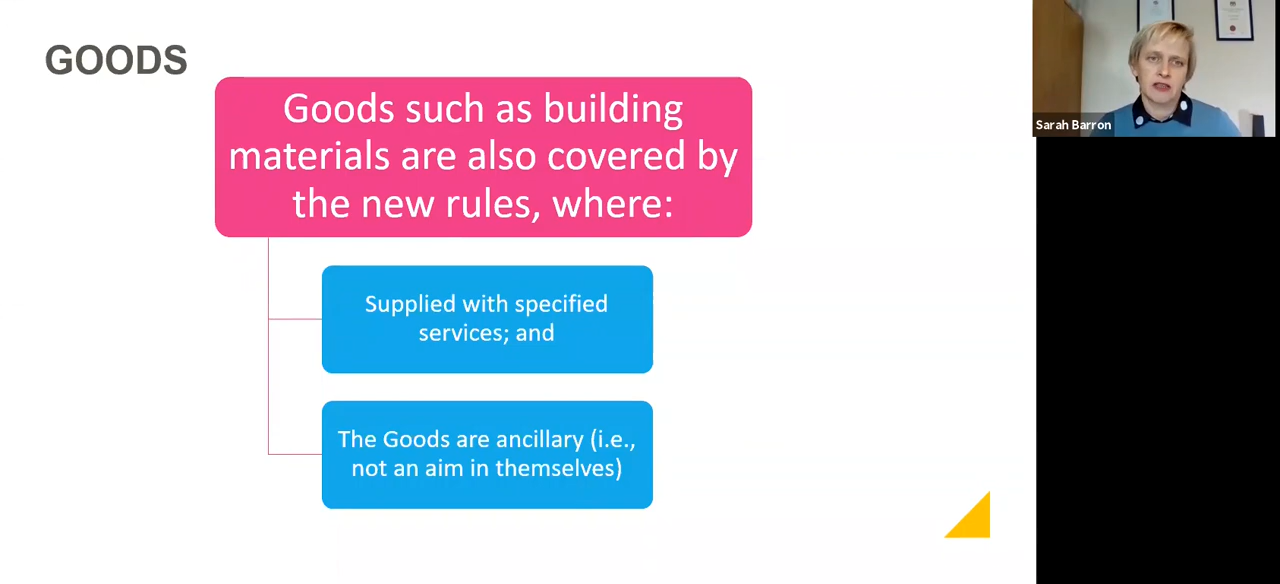 GOODS
Goods such as building
materials are also covered by
the new rules, where:
Supplied with specified
services; and
The Goods are ancillary (i.e.,
not an aim in themselves)
Sarah Barron